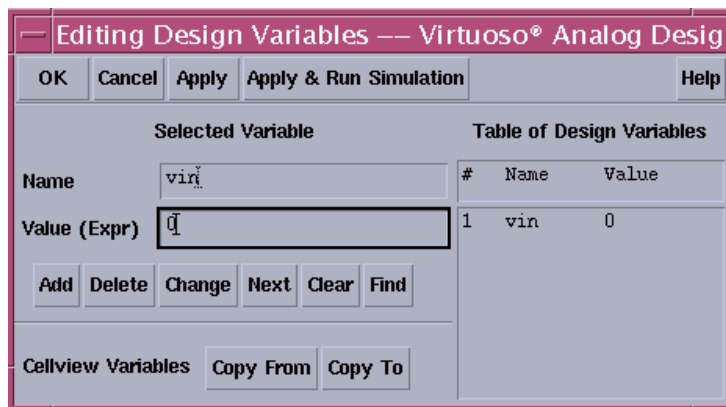 Editing Design Variables –– Virtuoso® Analog Desig
OK Cancel Apply Apply & Run Simulation Help
Selected Variable Table of Design Variables
Name vin # Name Value
Value (Expr) 0 1 vin 0
Add Delete Change Next Clear Find
Cellview Variables Copy From Copy To